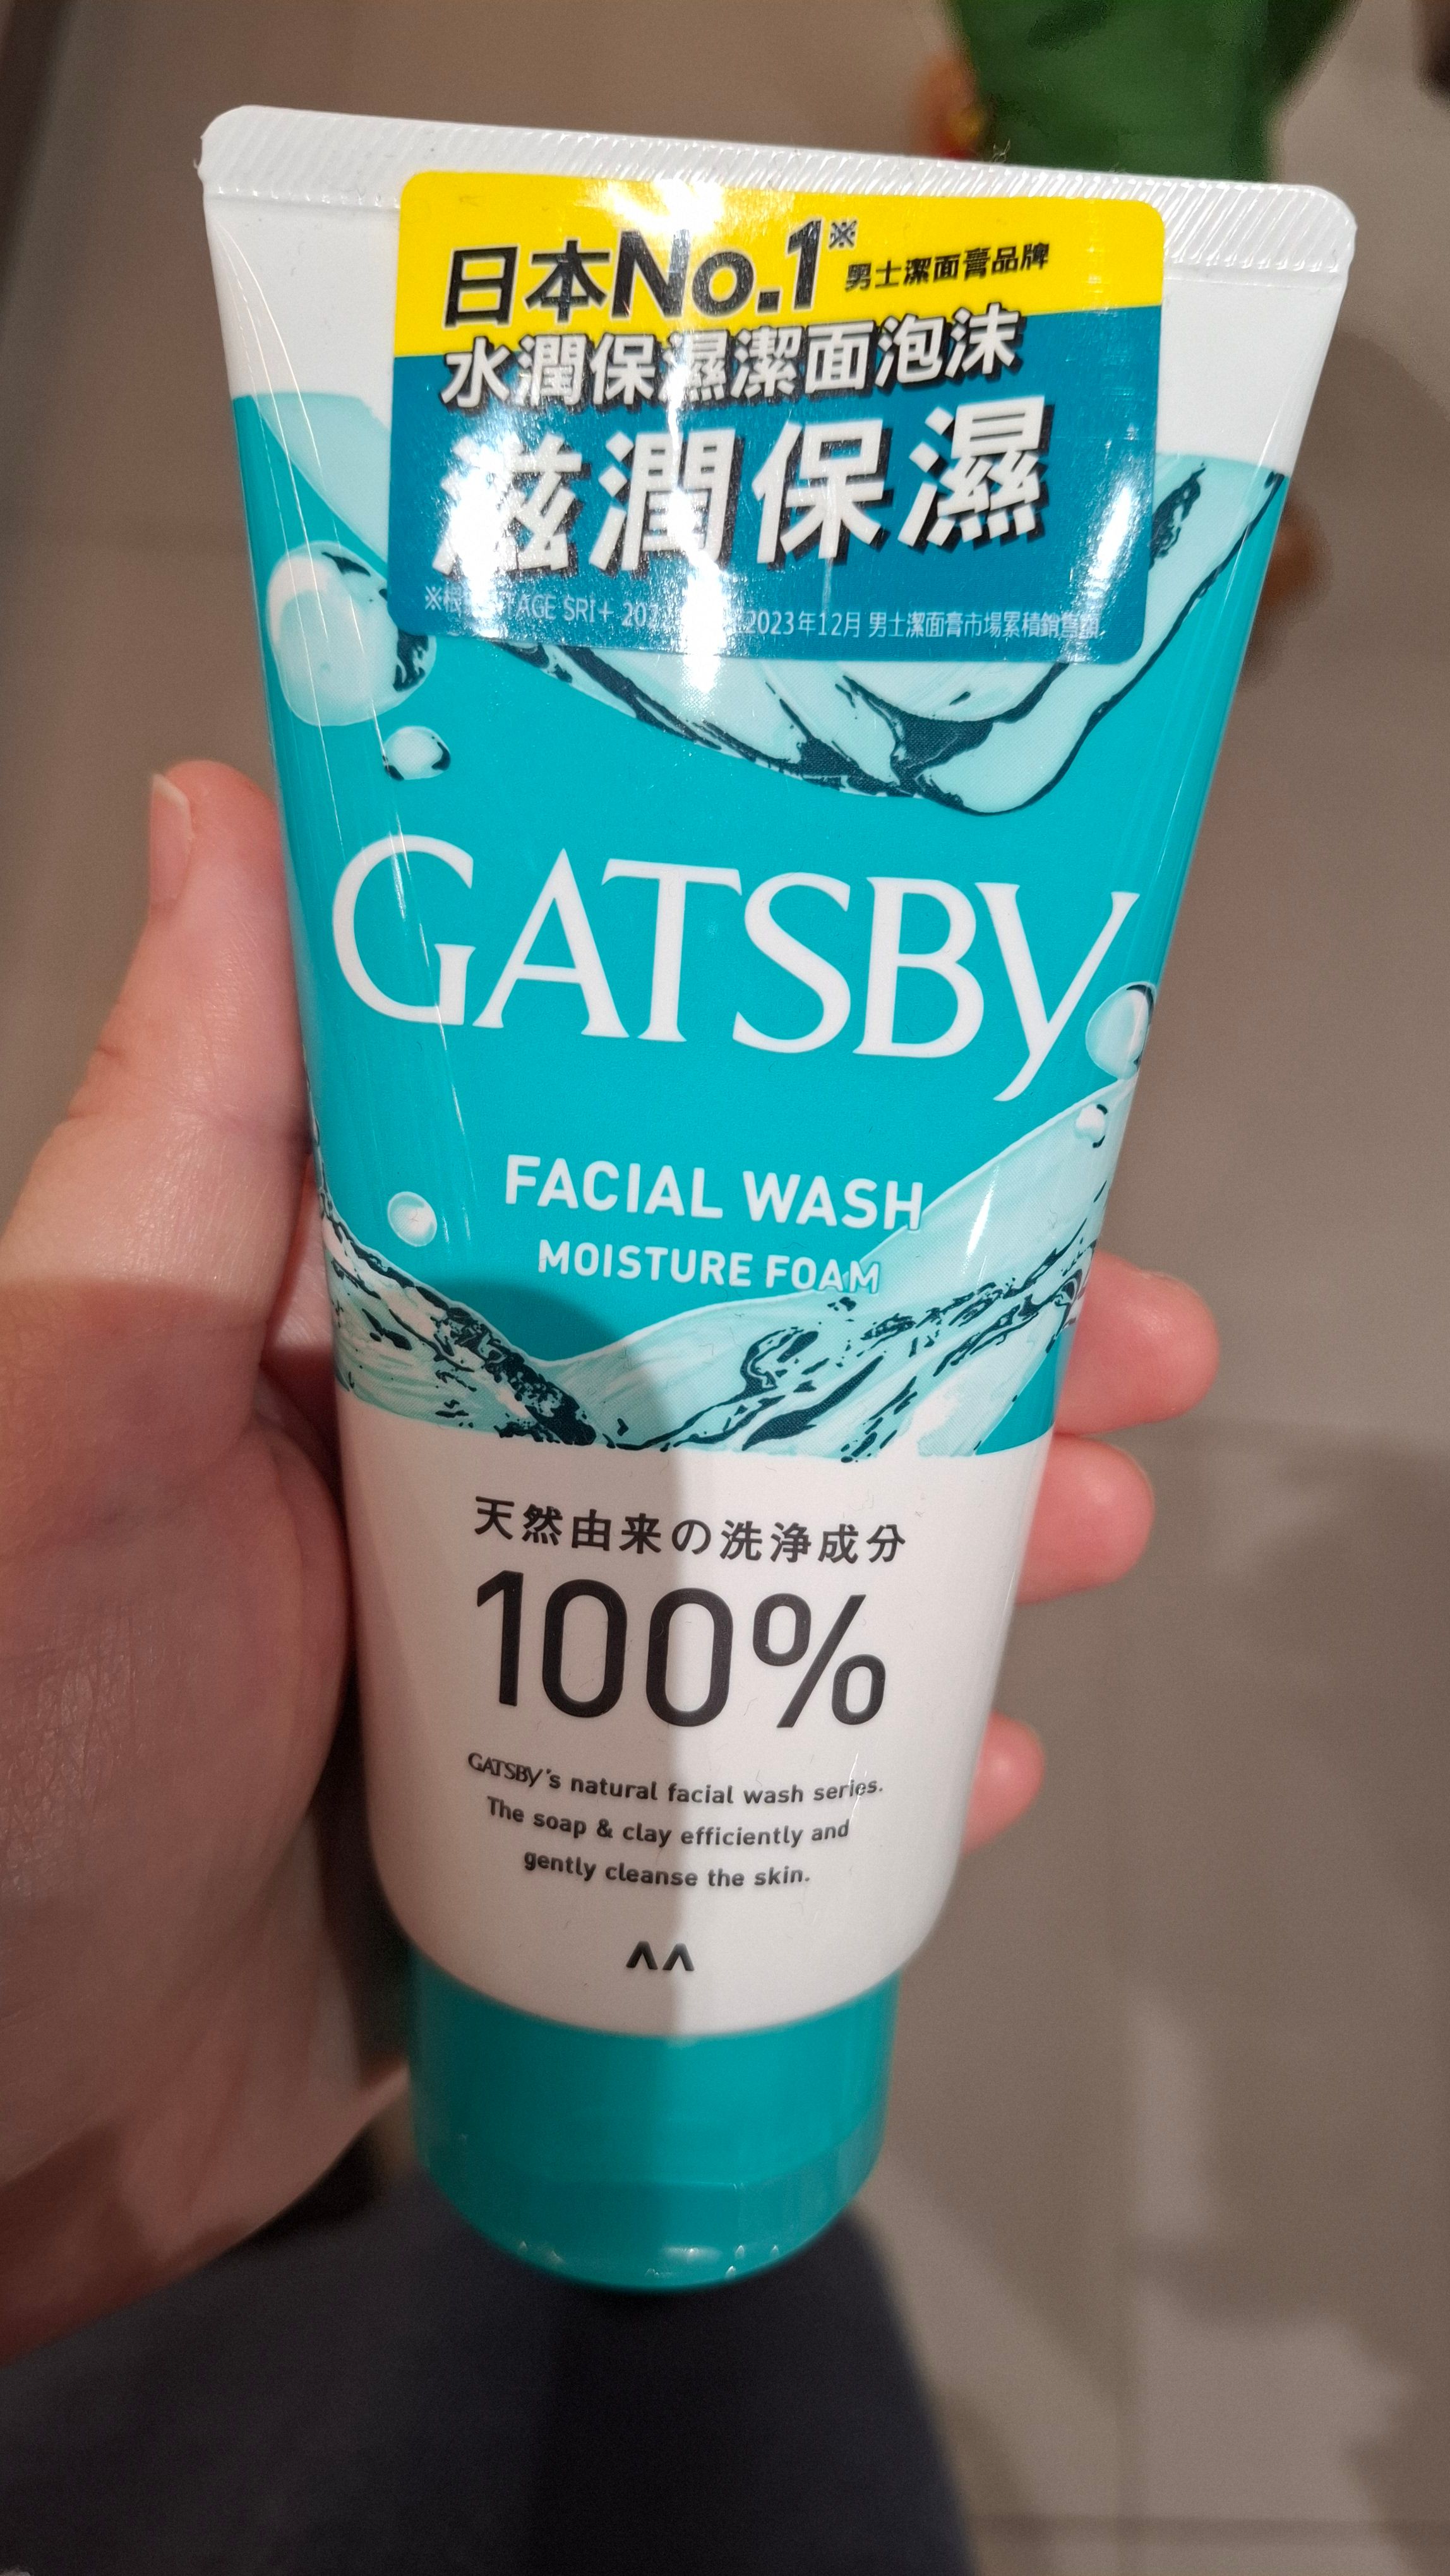 日本No.1※ 男士潔面膏品牌
水潤保濕潔面泡沫
滋潤保濕
AGE SRI+ 2023年12月 男士潔面膏市場累積銷售額
GATSBY
FACIAL WASH
MOISTURE FOAM
天然由来の洗浄成分
100%
GATSBY's natural facial wash series.
The soap & clay efficiently and
gently cleanse the skin.